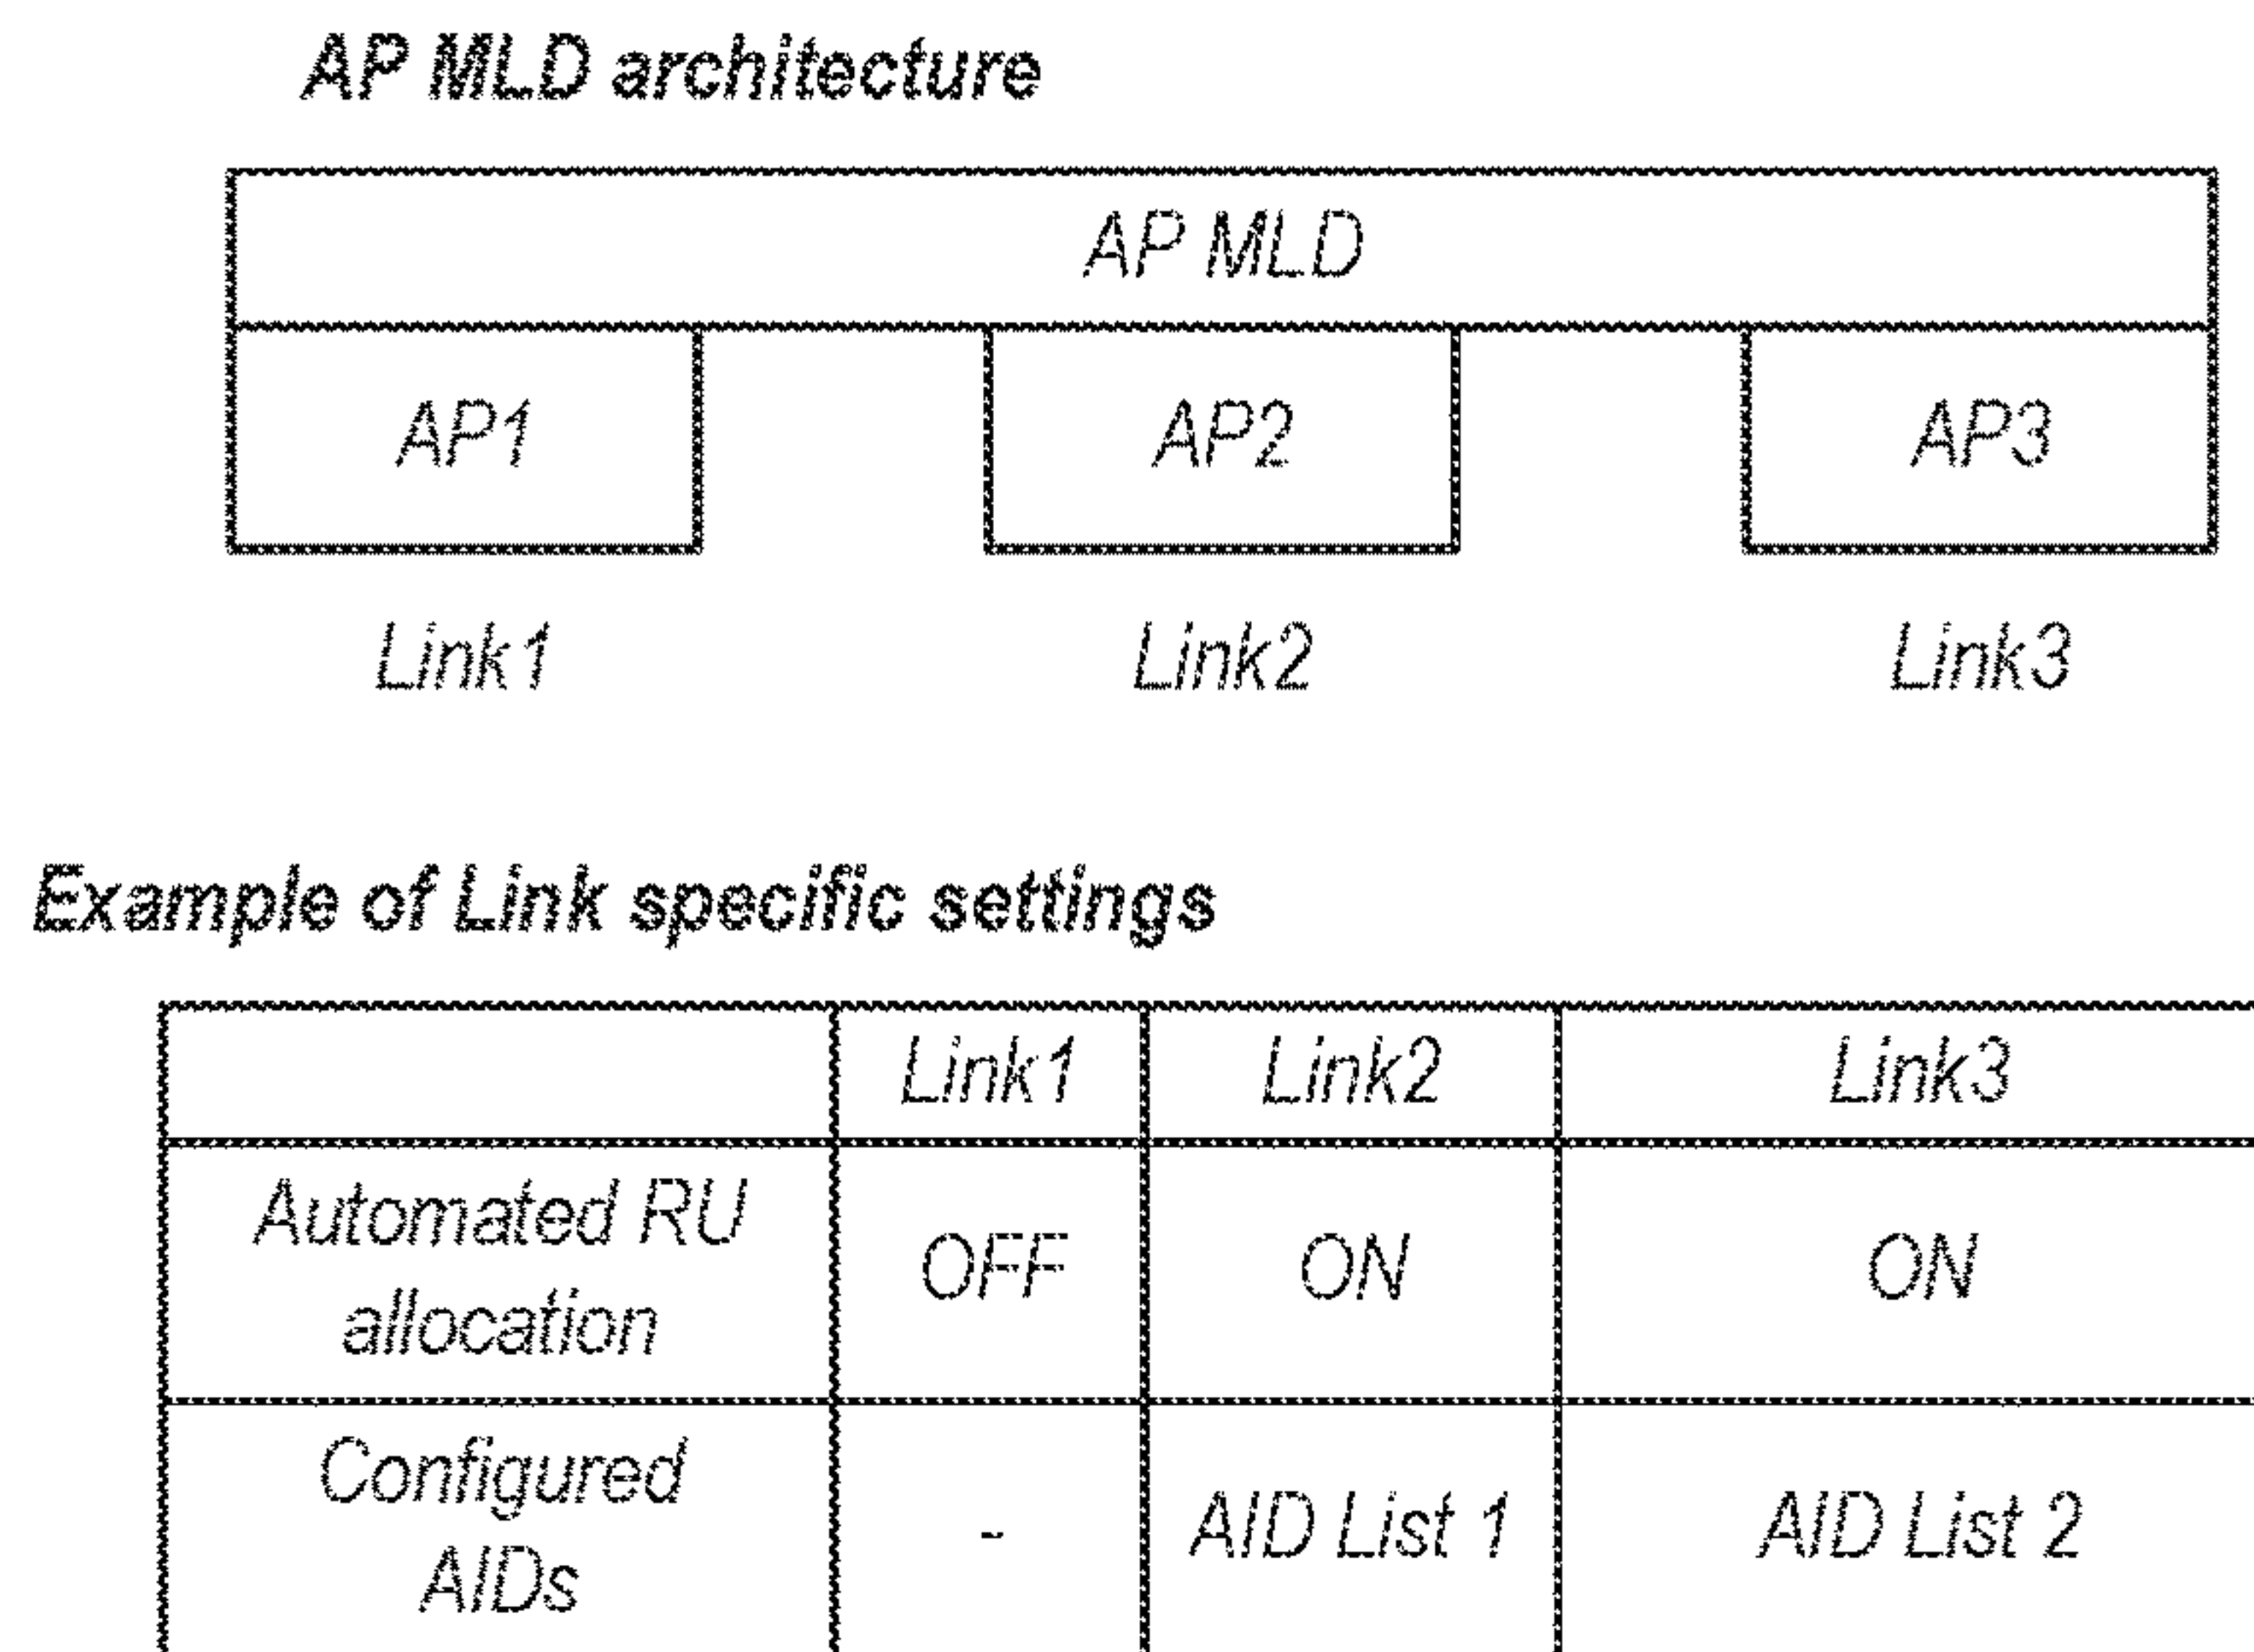 AP MLD architecture
AP MLD
AP1 AP2 AP3
Link1 Link2 Link3
Example of Link specific settings
Link1 Link2 Link3
Automated RU
allocation
OFF ON ON
Configured
AIDs
- AID List 1 AID List 2